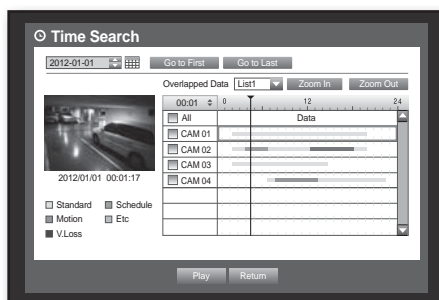 Time Search
2012-01-01 Go to First Go to Last
Overlapped Data List1 Zoom In Zoom Out
00:01 0 12 24
All Data
CAM 01
CAM 02
CAM 03
CAM 04
2012/01/01 00:01:17
Standard Schedule
Motion Etc
V.Loss
Play Return